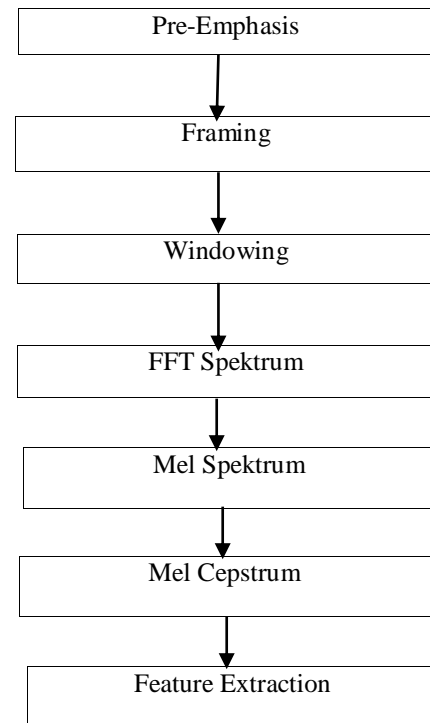 Pre-Emphasis
Framing
Windowing
FFT Spektrum
Mel Spektrum
Mel Cepstrum
Feature Extraction